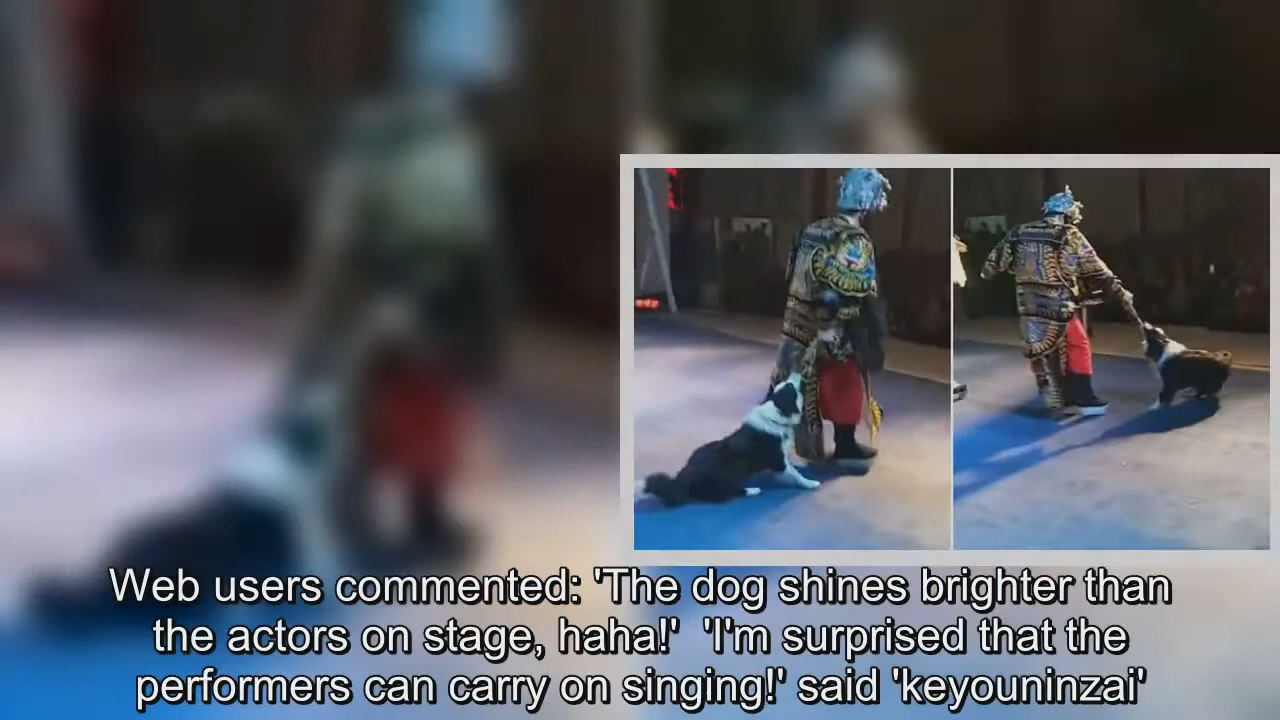 Web users commented: 'The dog shines brighter than
the actors on stage, haha!'  'I'm surprised that the
performers can carry on singing!' said 'keyouninzai'